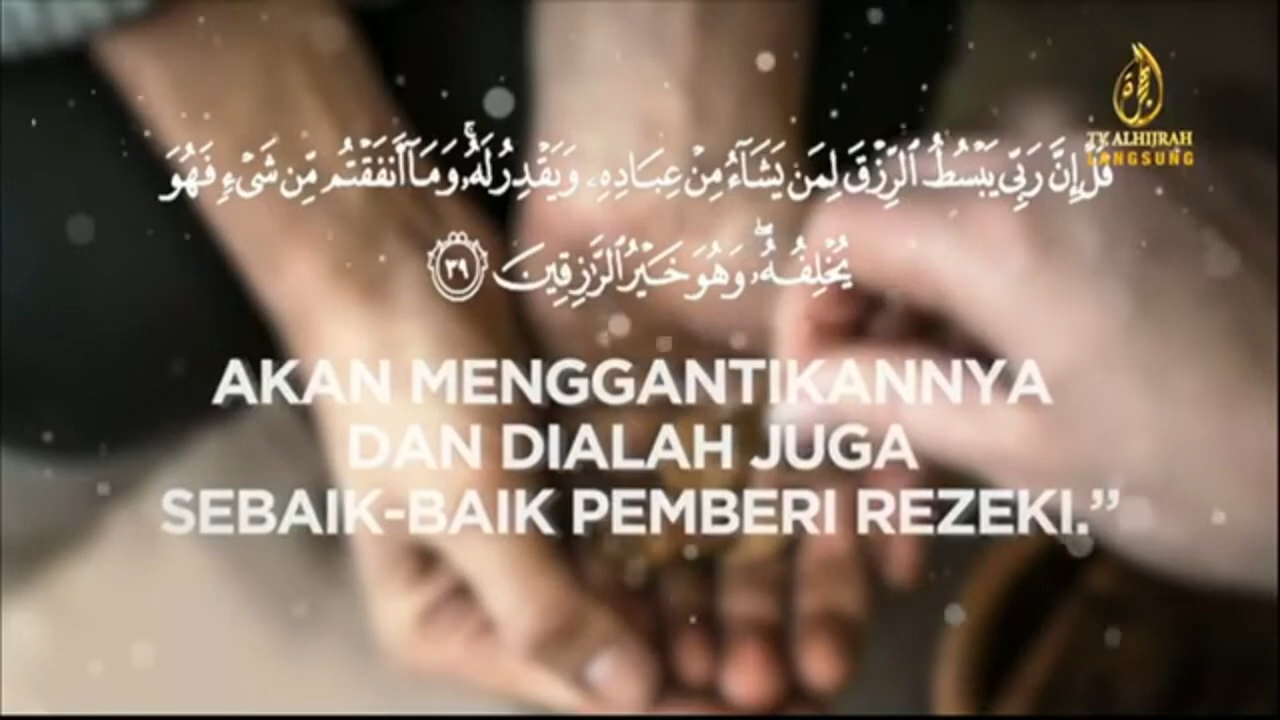 TV ALHIJRAH
LANGSUNG
قُلْ إِنَّ رَبِّى يَبْسُطُ ٱلرِّزْقَ لِمَن يَشَآءُ مِنْ عِبَادِهِۦ وَيَقْدِرُ لَهُۥ ۚ وَمَآ أَنفَقْتُم مِّن شَىْءٍ فَهُوَ
يُخْلِفُهُۥ ۖ وَهُوَ خَيْرُ ٱلرَّٰزِقِينَ ٣٩
AKAN MENGGANTIKANNYA
DAN DIALAH JUGA
SEBAIK-BAIK PEMBERI REZEKI.”